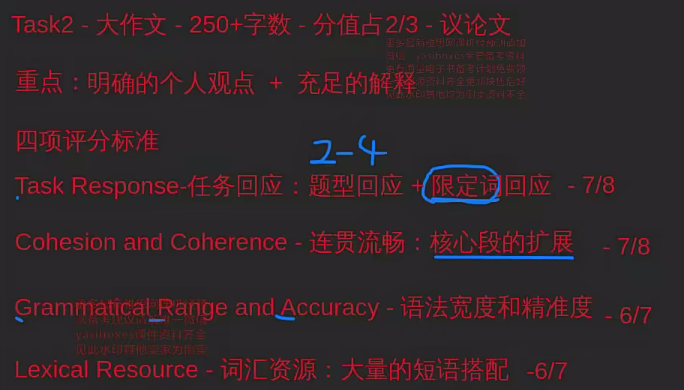 Task2 - 大作文 - 250+字数 - 分值占2/3 - 议论文
重点：明确的个人观点 + 充足的解释
四项评分标准
2-4
Task Response-任务回应：题型回应 + 限定词回应 - 7/8
Cohesion and Coherence - 连贯流畅：核心段的扩展 - 7/8
Grammatical Range and Accuracy - 语法宽度和精准度 - 6/7
Lexical Resource - 词汇资源：大量的短语搭配 -6/7